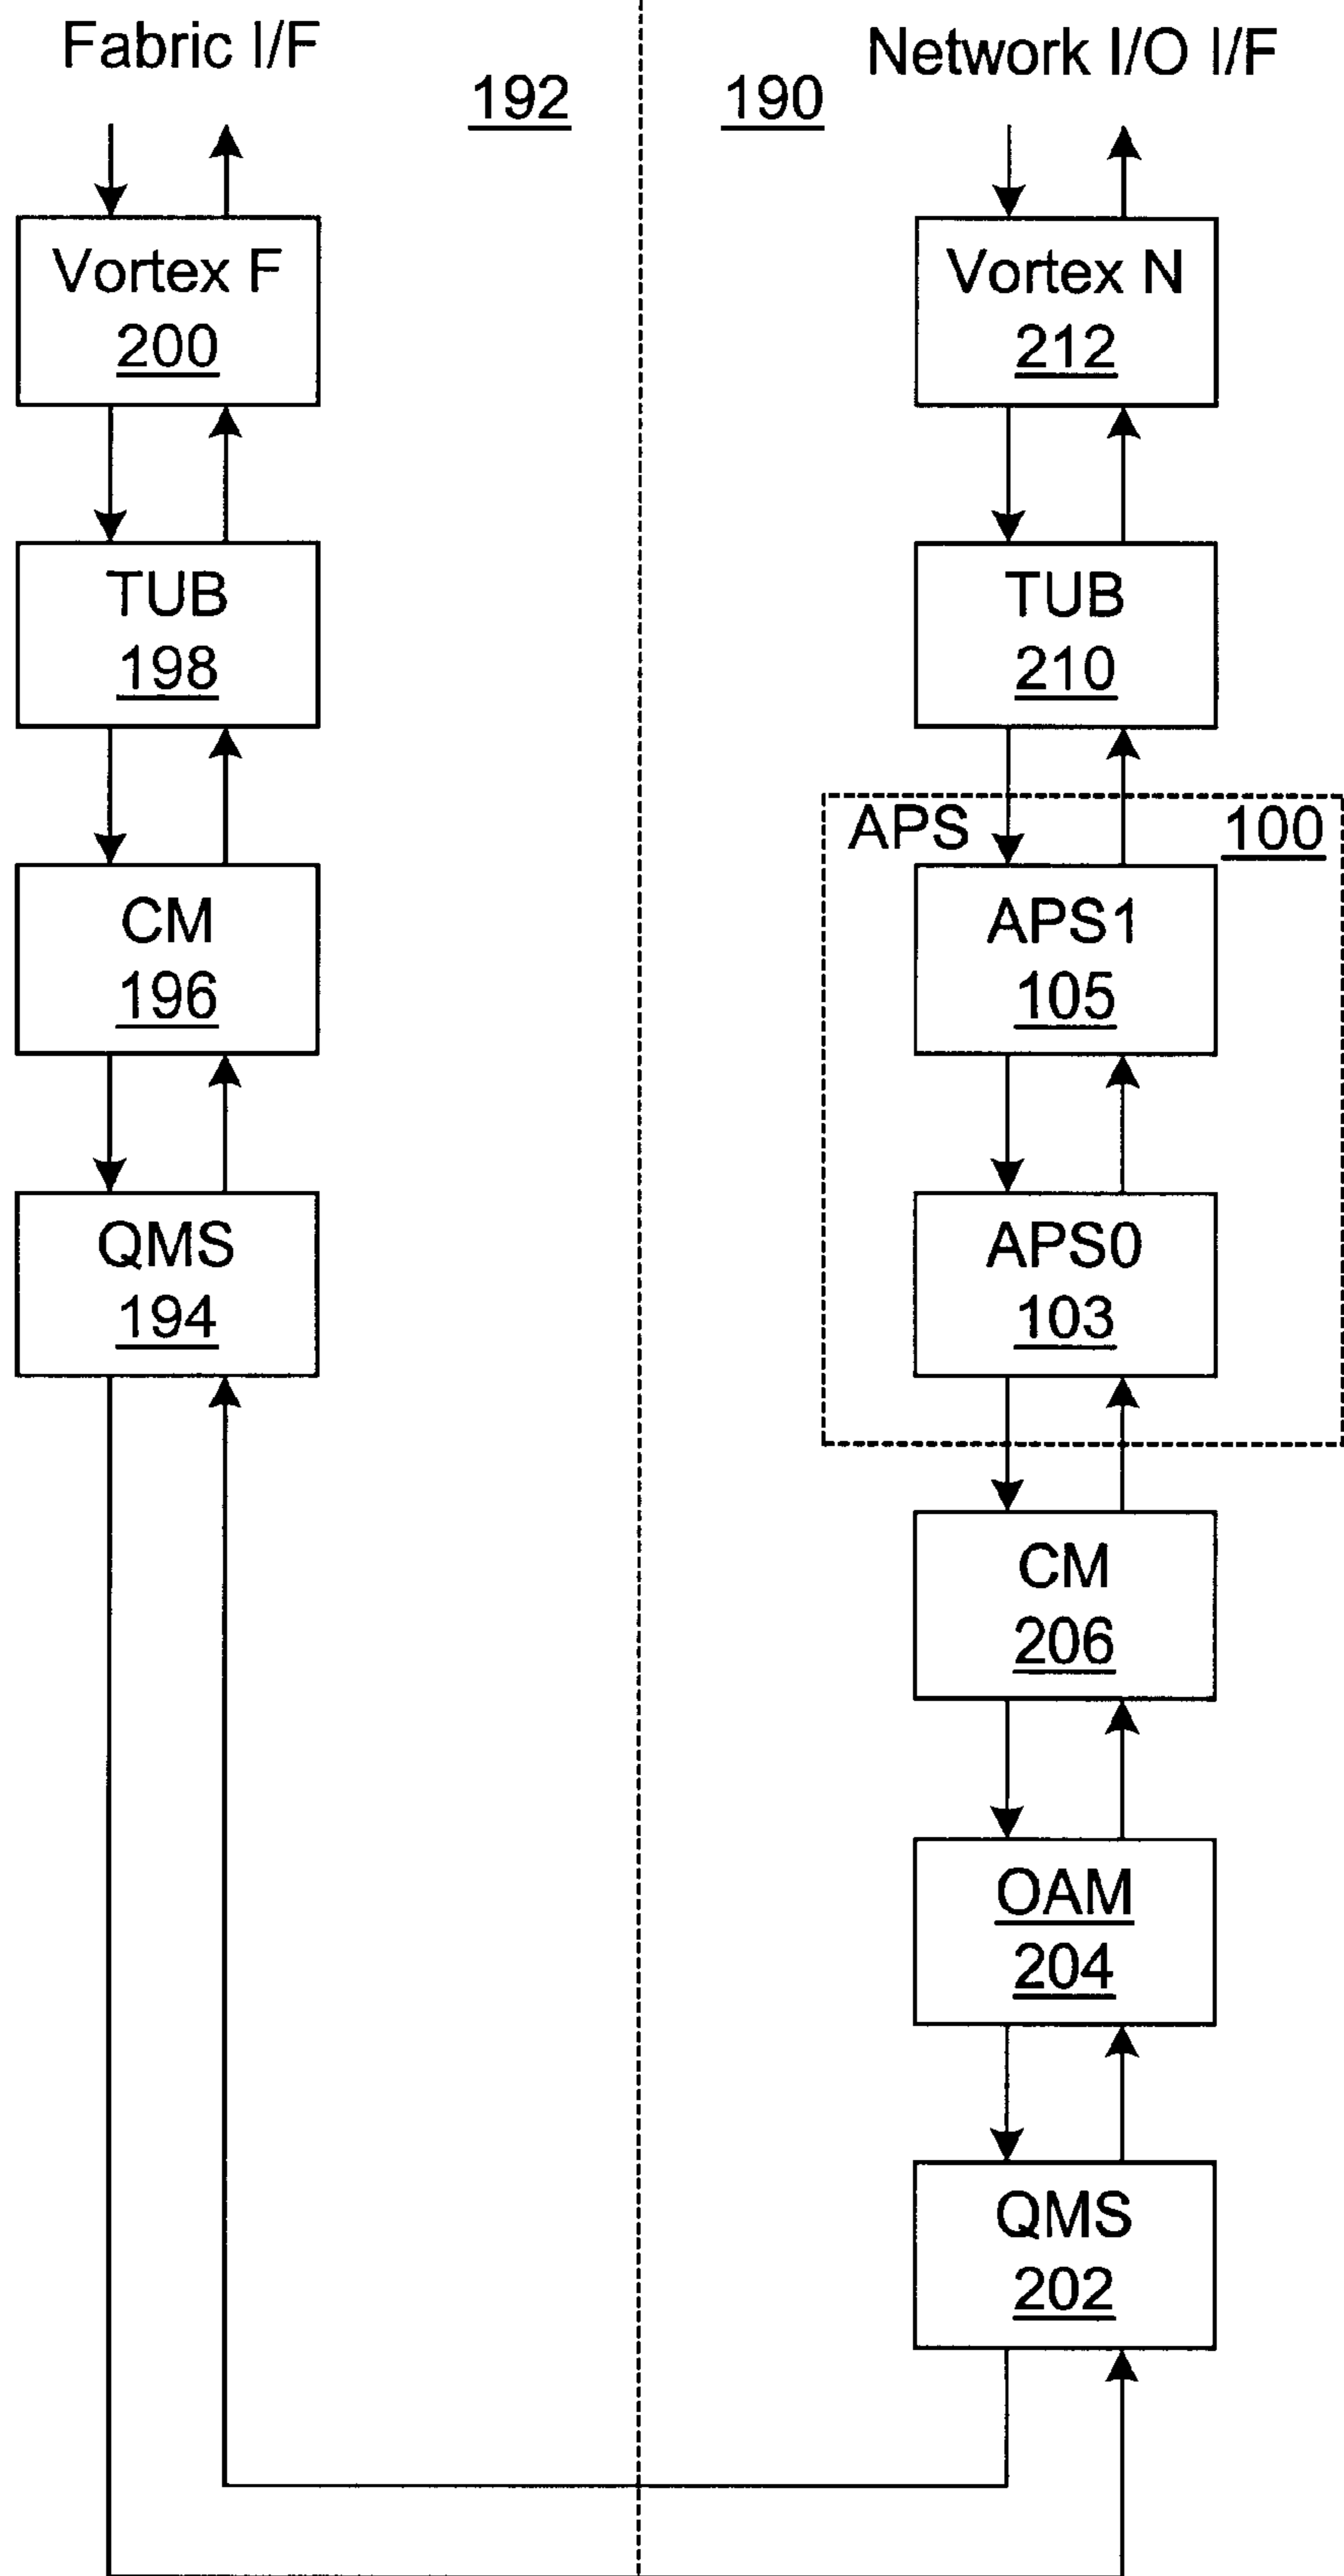 Fabric I/F
192
Vortex F
200
TUB
198
CM
196
QMS
194
Network I/O I/F
190
Vortex N
212
TUB
210
APS
100
APS1
105
APS0
103
CM
206
OAM
204
QMS
202